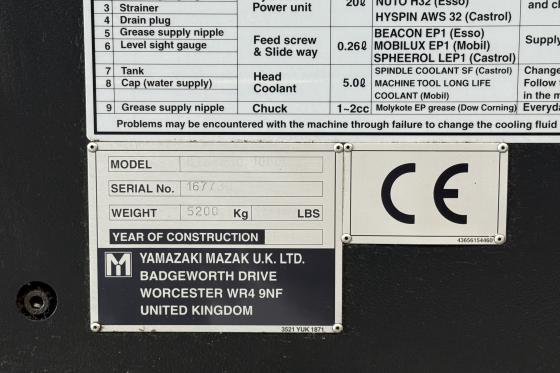 3 Strainer
4 Drain plug
Power unit
20ℓ
NUTO H32 (Esso)
HYSPIN AWS 32 (Castrol)
and ch
5 Grease supply nipple
6 Level sight gauge
Feed screw
& Slide way
0.26ℓ
BEACON EP1 (Esso)
MOBILUX EP1 (Mobil)
SPHEEROL LEP1 (Castrol)
Supply
7 Tank
8 Cap (water supply)
Head
Coolant
5.0ℓ
SPINDLE COOLANT SF (Castrol)
MACHINE TOOL LONG LIFE
COOLANT (Mobil)
Change
Follow
in the m
9 Grease supply nipple
Chuck
1~2cc
Molykote EP grease (Dow Corning)
Everyda
Problems may be encountered with the machine through failure to change the cooling fluid
MODEL
SERIAL No.
WEIGHT 5200 Kg LBS
YEAR OF CONSTRUCTION
YAMAZAKI MAZAK U.K. LTD.
BADGEWORTH DRIVE
WORCESTER WR4 9NF
UNITED KINGDOM
3521 YUK 1871
CE
43656154460